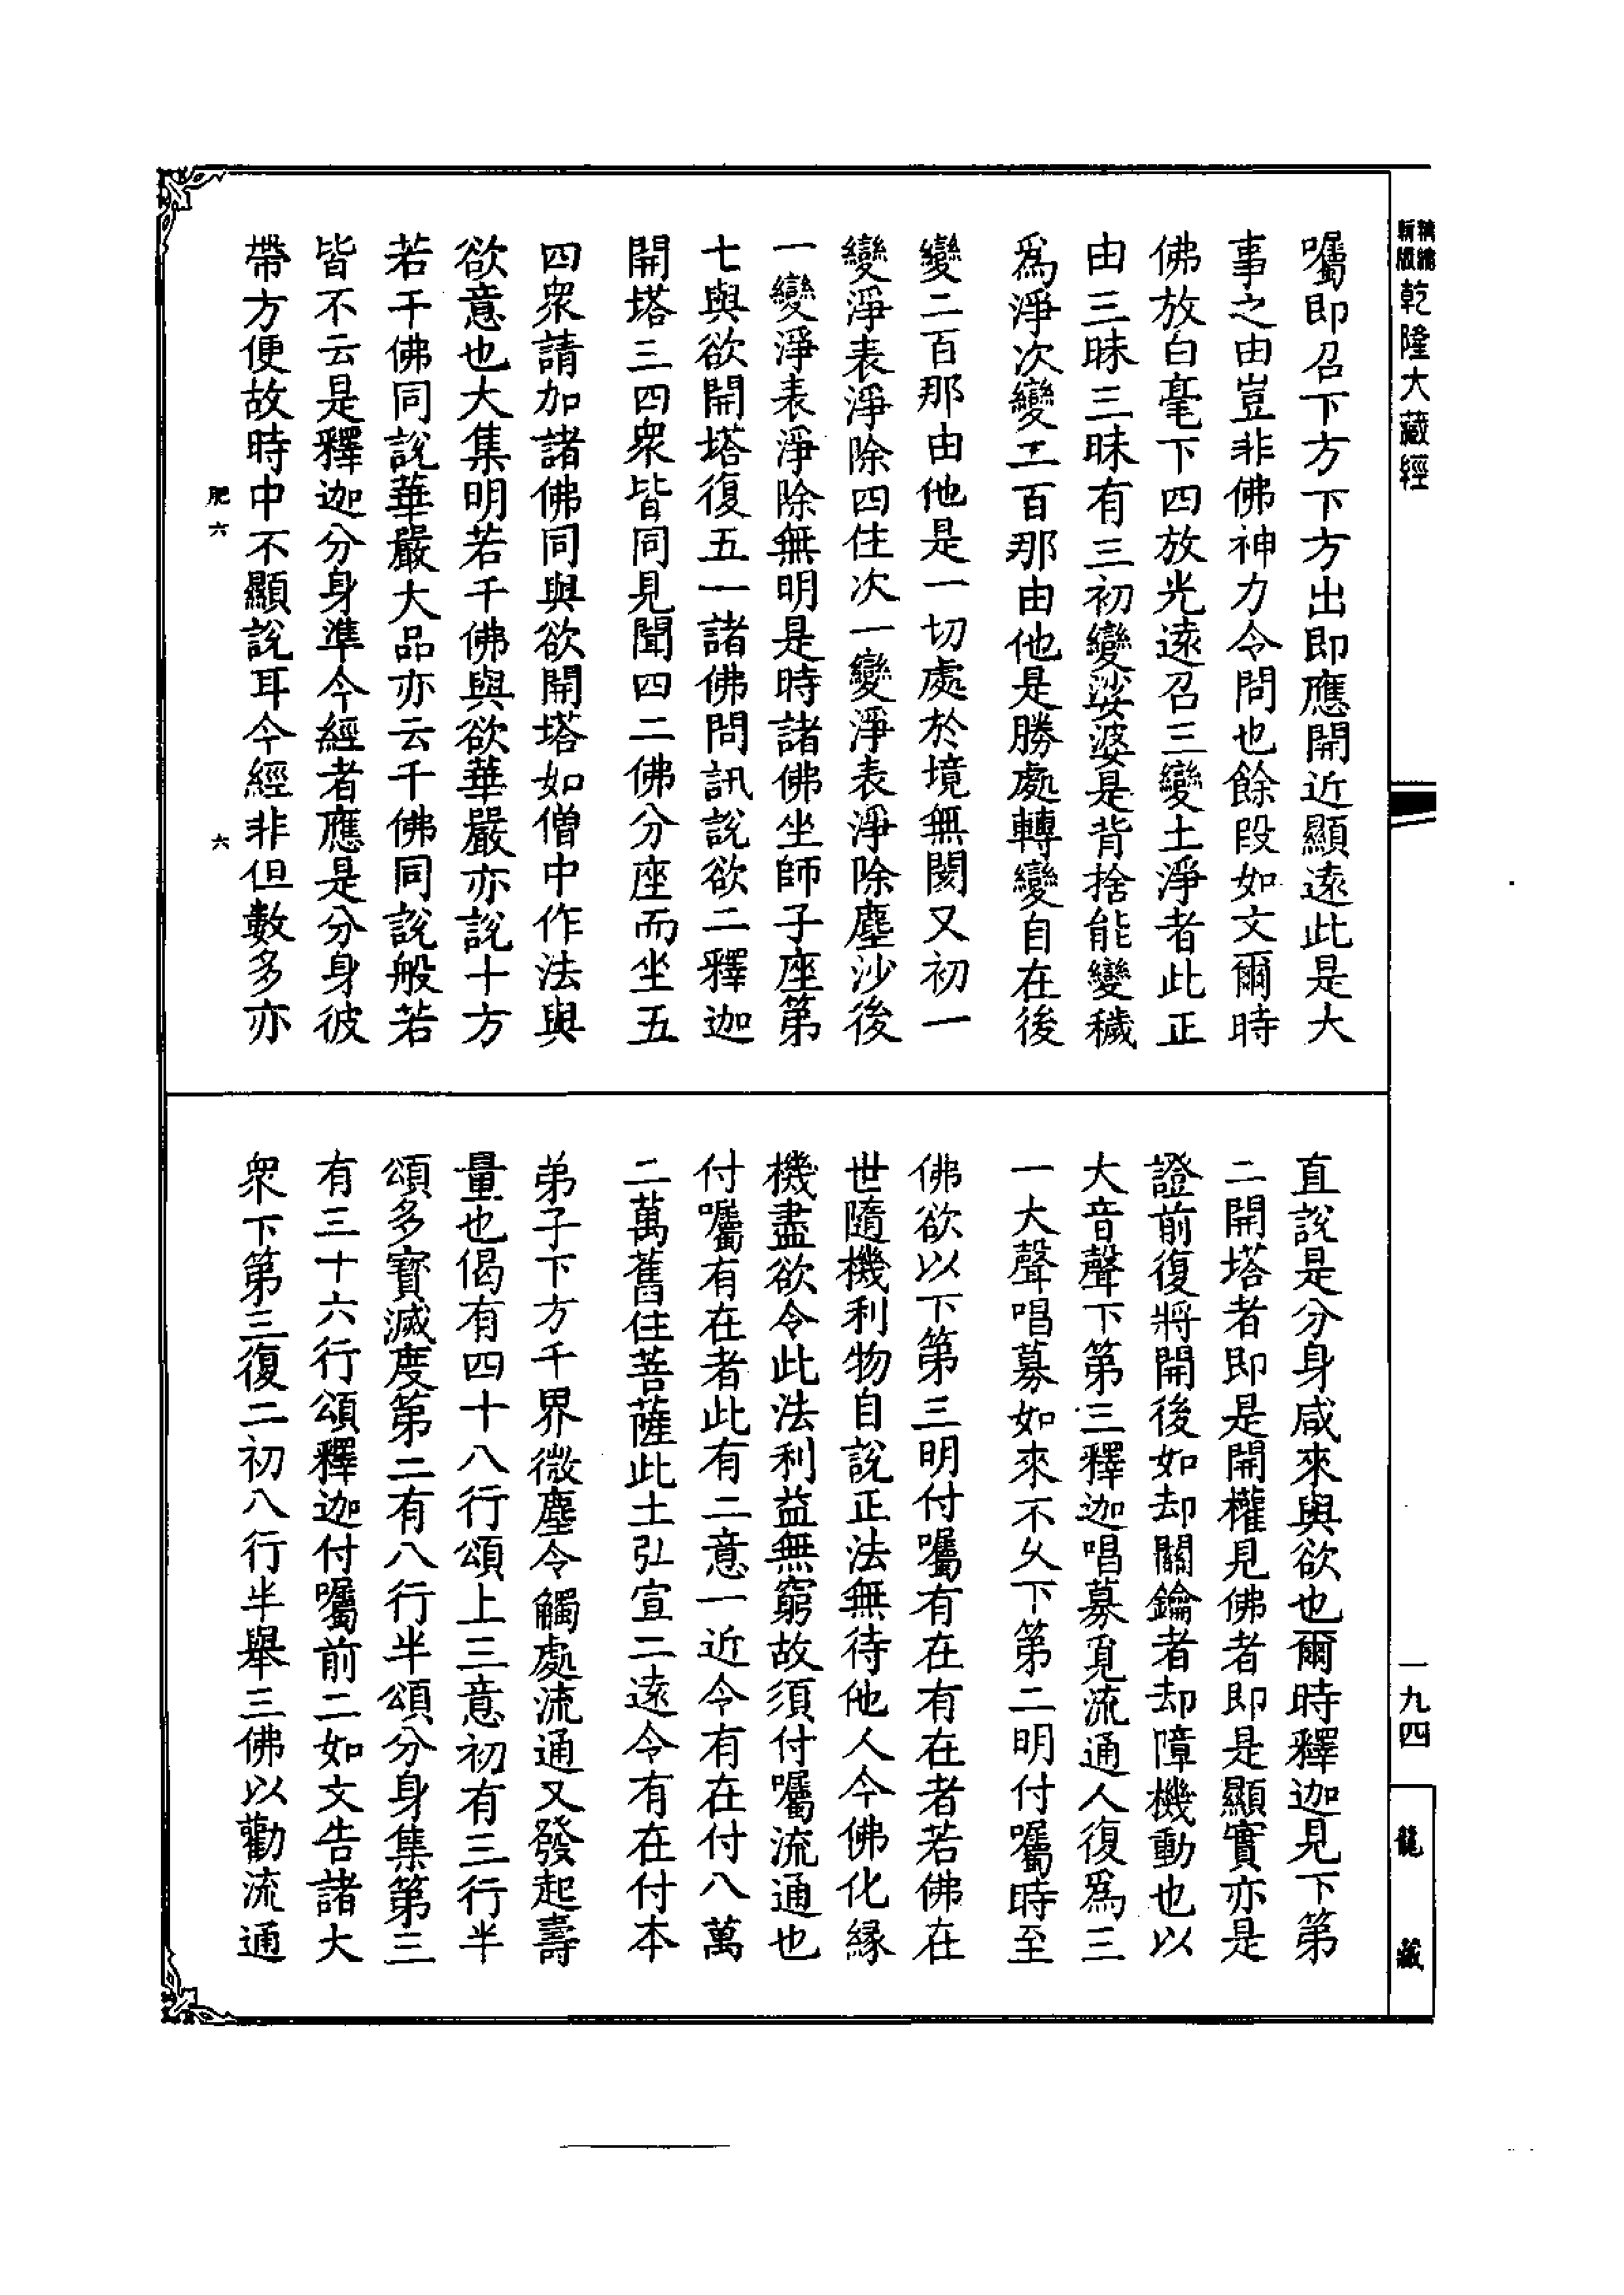 精編新版乾隆大藏經
囑即召下方下方出即應開近顯遠此是大
事之由豈非佛神力令問也餘段如文爾時
佛放白毫下四放光遠召三變土淨者此正
由三昧三昧有三初變娑婆是背捨能變穢
爲淨次變二百那由他是勝處轉變自在後
變二百那由他是一切處於境無閡又初一
變淨表淨除四住次一變淨表淨除塵沙後
一變淨表淨除無明是時諸佛坐師子座第
七與欲開塔復五一諸佛問訊說欲二釋迦
開塔三四衆皆同見聞四二佛分座而坐五
四衆請加諸佛同與欲開塔如僧中作法與
欲意也大集明若千佛與欲華嚴亦說十方
若干佛同說華嚴大品亦云千佛同說般若
皆不云是釋迦分身準今經者應是分身彼
帶方便故時中不顯說耳今經非但數多亦
肥六 六
直說是分身咸來與欲也爾時釋迦見下第
二開塔者即是開權見佛者即是顯實亦是
證前復將開後如却關鑰者却障機動也以
大音聲下第三釋迦唱募覓流通人復爲三
一大聲唱募如來不久下第二明付囑時至
佛欲以下第三明付囑有在有在者若佛在
世隨機利物自說正法無待他人今佛化緣
機盡欲令此法利益無窮故須付囑流通也
付囑有在者此有二意一近令有在付八萬
二萬舊住菩薩此土弘宣二遠令有在付本
弟子下方千界微塵令觸處流通又發起壽
量也偈有四十八行頌上三意初有三行半
頌多寶滅度第二有八行半頌分身集第三
有三十六行頌釋迦付囑前二如文告諸大
衆下第三復二初八行半舉三佛以勸流通
一九四
龍藏